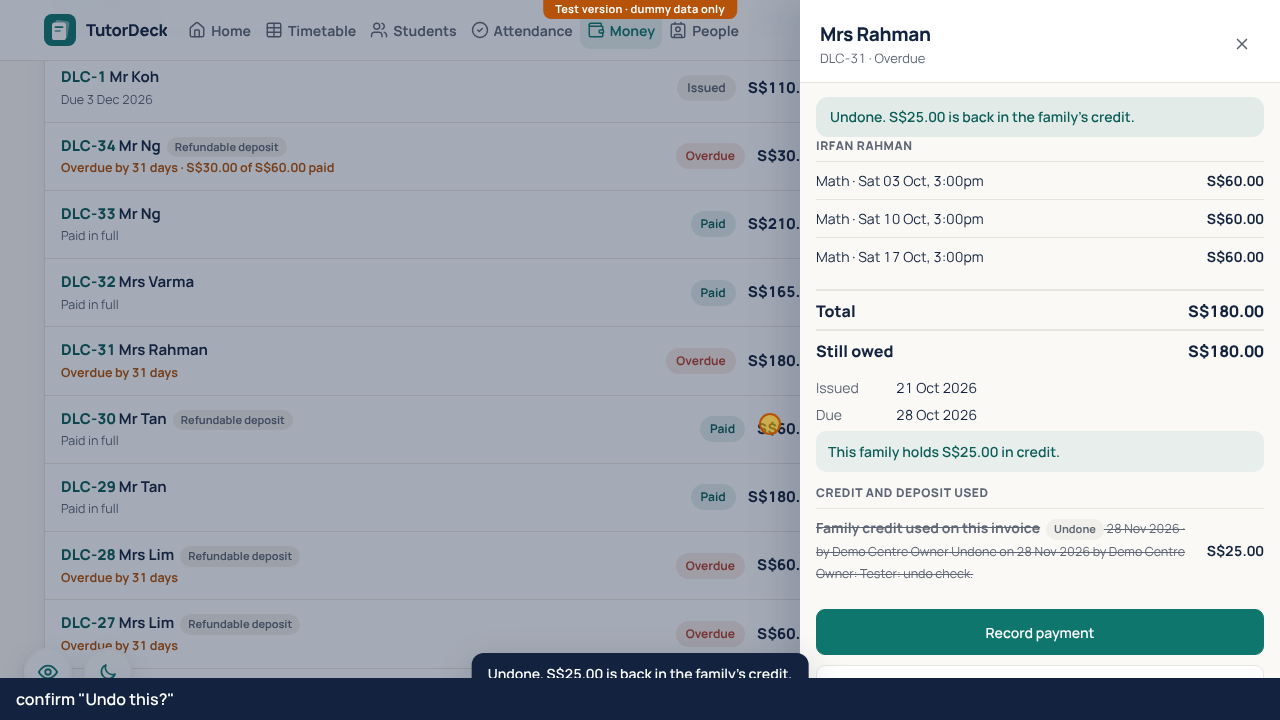 Test version · dummy data only
TutorDeck
Home
Timetable
Students
Attendance
Money
People
DLC-1 Mr Koh
Due 3 Dec 2026
Issued
S$110.
DLC-34 Mr Ng Refundable deposit
Overdue by 31 days · S$30.00 of S$60.00 paid
Overdue
S$30.
DLC-33 Mr Ng
Paid in full
Paid
S$210.
DLC-32 Mrs Varma
Paid in full
Paid
S$165.
DLC-31 Mrs Rahman
Overdue by 31 days
Overdue
S$180.
DLC-30 Mr Tan Refundable deposit
Paid in full
Paid
DLC-29 Mr Tan
Paid in full
Paid
S$180.
DLC-28 Mrs Lim Refundable deposit
Overdue by 31 days
Overdue
S$60.
DLC-27 Mrs Lim Refundable deposit
Overdue by 31 days
Overdue
S$60.
Mrs Rahman
DLC-31 · Overdue
Undone. S$25.00 is back in the family's credit.
IRFAN RAHMAN
Math · Sat 03 Oct, 3:00pm S$60.00
Math · Sat 10 Oct, 3:00pm S$60.00
Math · Sat 17 Oct, 3:00pm S$60.00
Total S$180.00
Still owed S$180.00
Issued 21 Oct 2026
Due 28 Oct 2026
This family holds S$25.00 in credit.
CREDIT AND DEPOSIT USED
Family credit used on this invoice Undone 28 Nov 2026 ·
by Demo Centre Owner Undone on 28 Nov 2026 by Demo Centre
Owner: Tester: undo check.
S$25.00
Record payment
Undone. S$25.00 is back in the family's credit.
confirm "Undo this?"